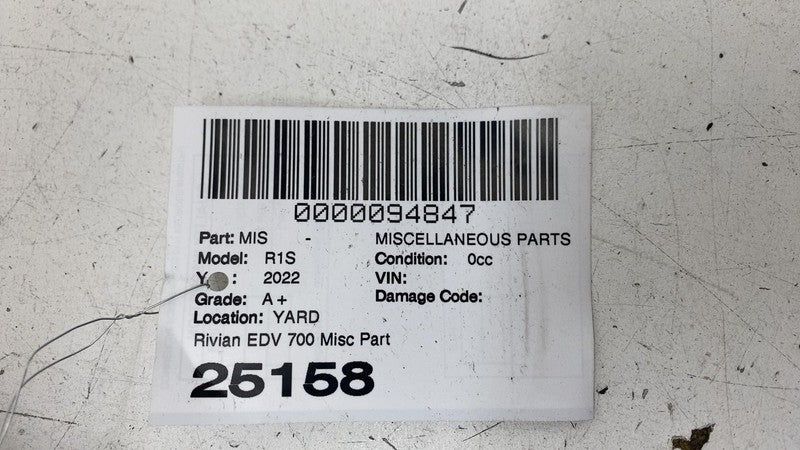 0000094847
Part: MIS - MISCELLANEOUS PARTS
Model: R1S Condition: 0cc
Y : 2022 VIN:
Grade: A+ Damage Code:
Location: YARD
Rivian EDV 700 Misc Part
25158